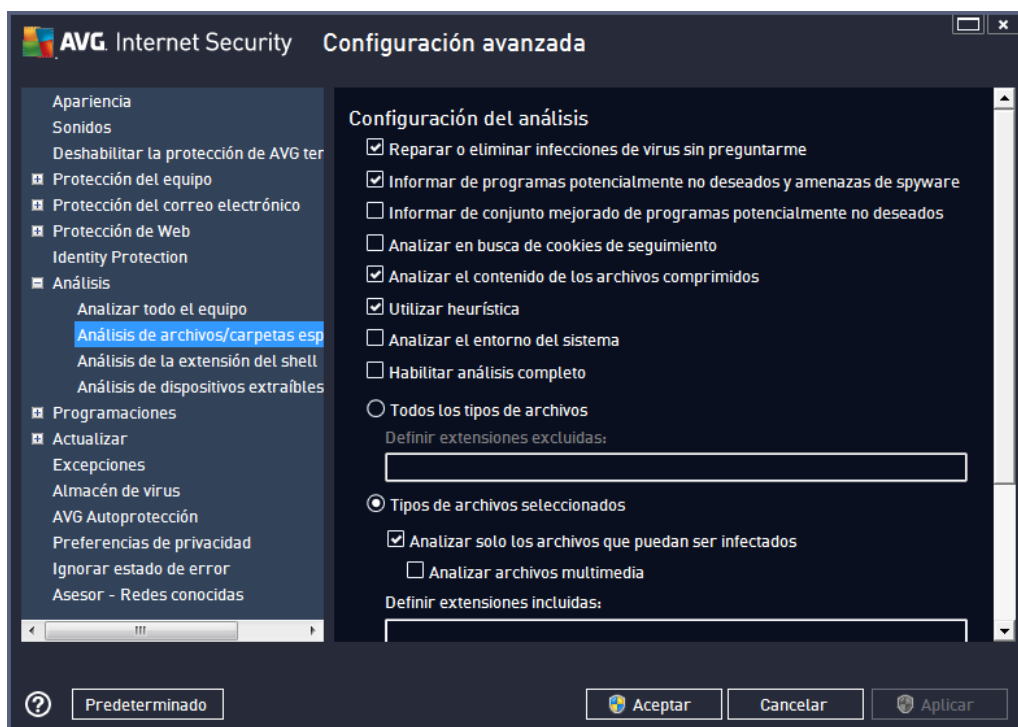 AVG. Internet Security Configuración avanzada
Apariencia
Sonidos
Deshabilitar la protección de AVG ter
Protección del equipo
Protección del correo electrónico
Protección de Web
Identity Protection
Análisis
Analizar todo el equipo
Análisis de archivos/carpetas esp
Análisis de la extensión del shell
Análisis de dispositivos extraíbles
Programaciones
Actualizar
Excepciones
Almacén de virus
AVG Autoprotección
Preferencias de privacidad
Ignorar estado de error
Asesor - Redes conocidas
Configuración del análisis
Reparar o eliminar infecciones de virus sin preguntarme
Informar de programas potencialmente no deseados y amenazas de spyware
Informar de conjunto mejorado de programas potencialmente no deseados
Analizar en busca de cookies de seguimiento
Analizar el contenido de los archivos comprimidos
Utilizar heurística
Analizar el entorno del sistema
Habilitar análisis completo
Todos los tipos de archivos
Definir extensiones excluidas:
Tipos de archivos seleccionados
Analizar solo los archivos que puedan ser infectados
Analizar archivos multimedia
Definir extensiones incluidas:
Predeterminado
Aceptar
Cancelar
Aplicar